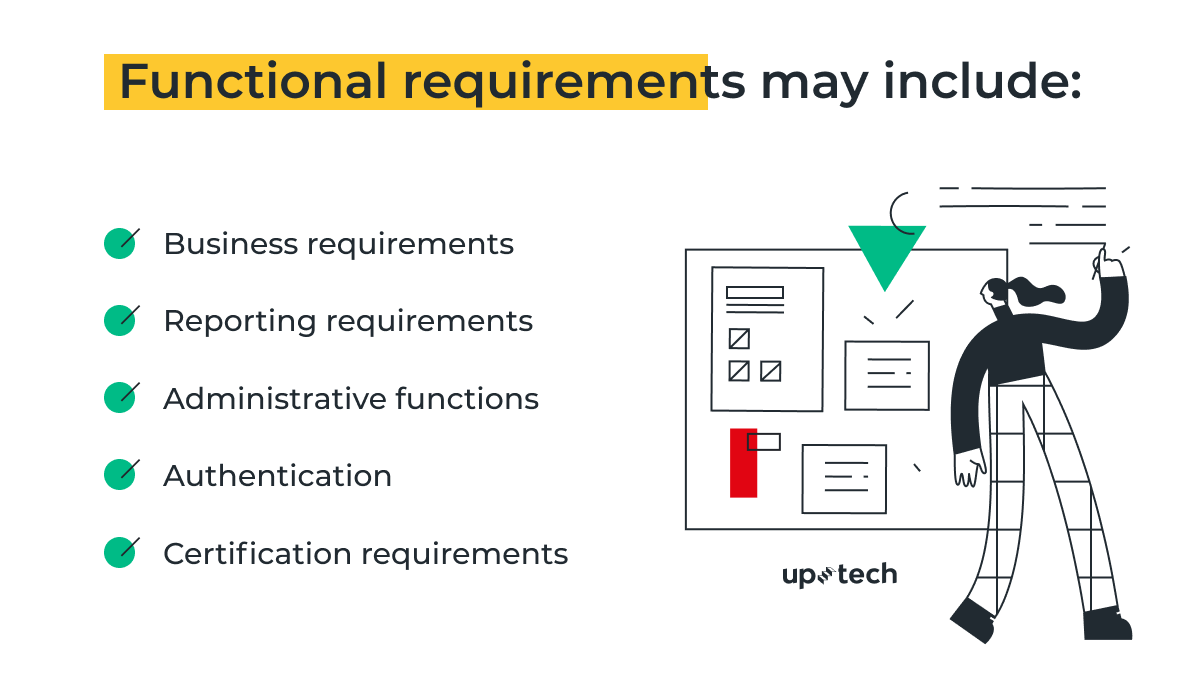 Functional requirements may include:
Business requirements
Reporting requirements
Administrative functions
Authentication
Certification requirements
uptech